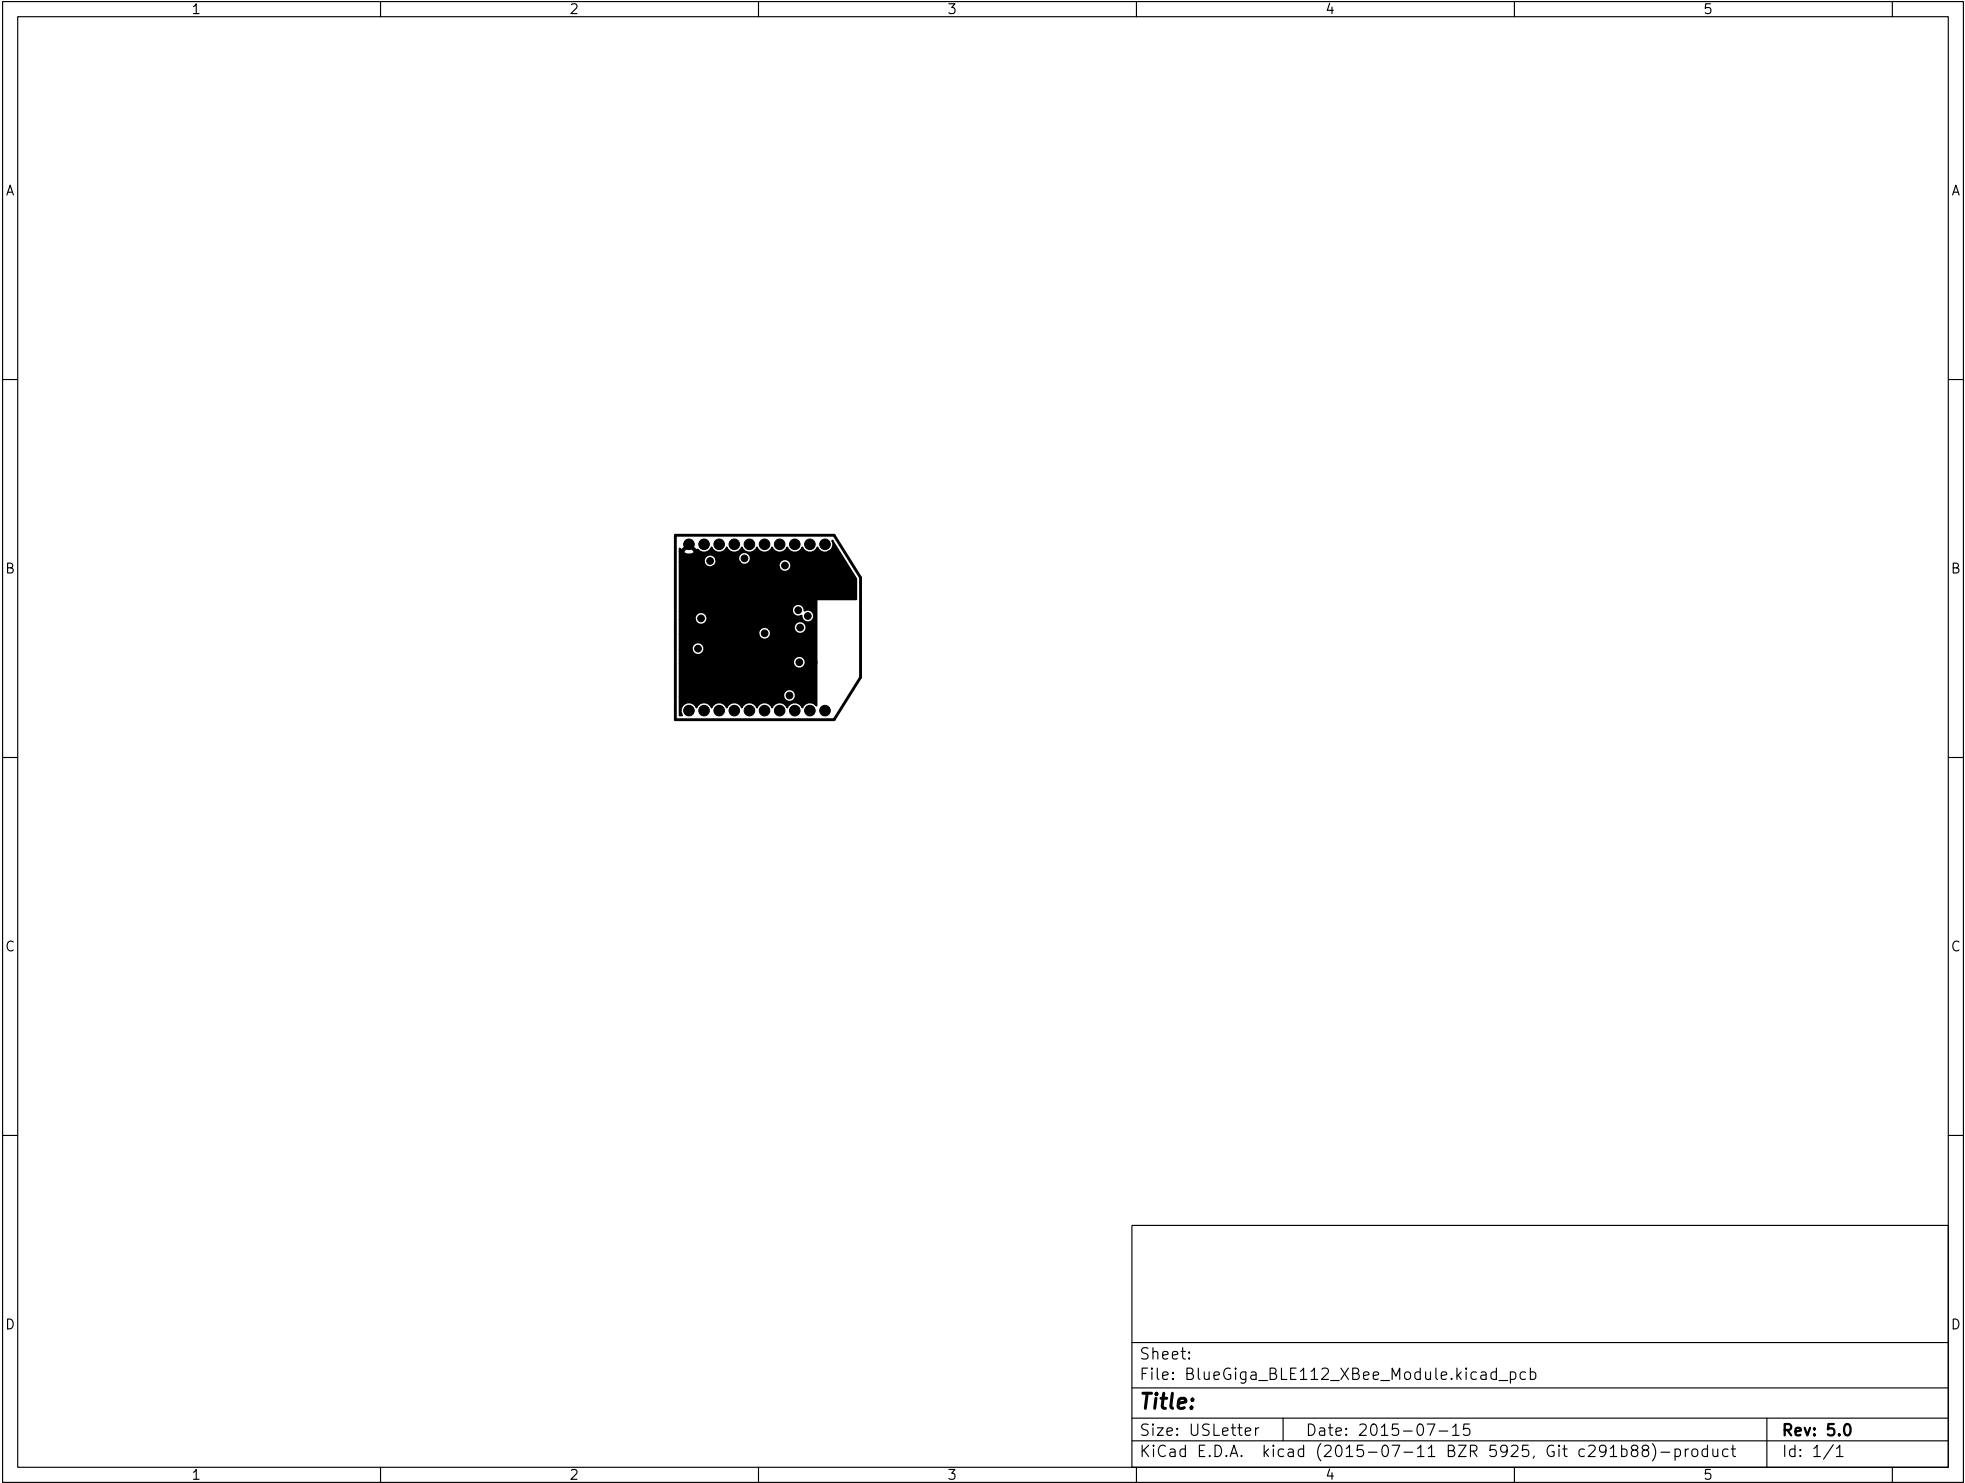 1 2 3 4 5
A A
B B
C C
D D
Sheet:
File: BlueGiga_BLE112_XBee_Module.kicad_pcb
Title:
Size: USLetter Date: 2015-07-15 Rev: 5.0
KiCad E.D.A. kicad (2015-07-11 BZR 5925, Git c291b88)-product Id: 1/1
1 2 3 4 5